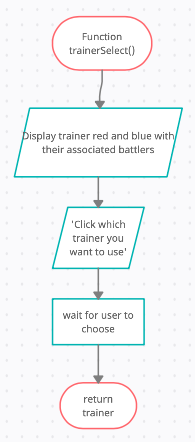 Function
trainerSelect()
Display trainer red and blue with
their associated battlers
'Click which
trainer you
want to use'
wait for user to
choose
return
trainer